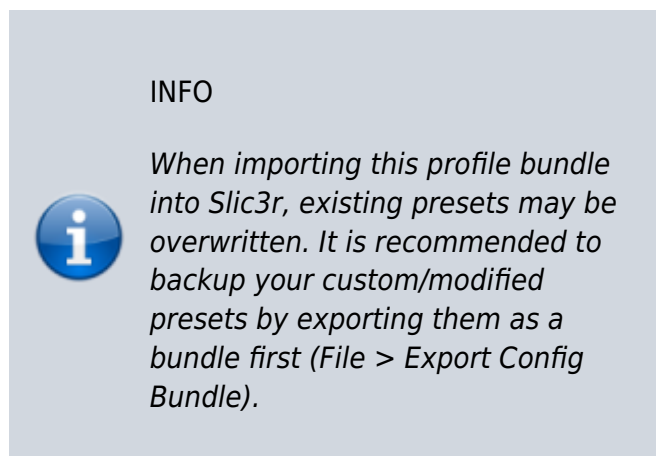 INFO
When importing this profile bundle
into Slic3r, existing presets may be
overwritten. It is recommended to
backup your custom/modified
presets by exporting them as a
bundle first (File > Export Config
Bundle).